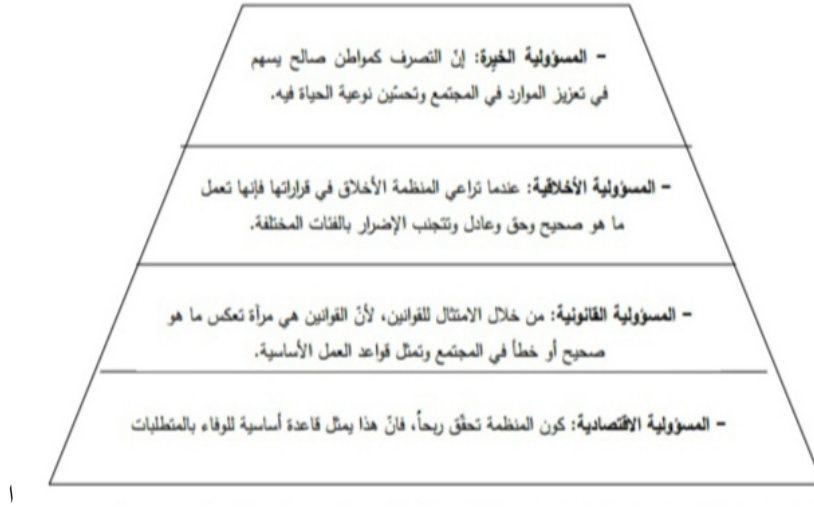 – المسؤولية الخيرة: إنّ التصرف كمواطن صالح يسهم
في تعزيز الموارد في المجتمع وتحسّين نوعية الحياة فيه.
– المسؤولية الأخلاقية: عندما تراعي المنظمة الأخلاق في قراراتها فإنها تعمل
ما هو صحيح وحق وعادل وتتجنب الإضرار بالفئات المختلفة.
– المسؤولية القانونية: من خلال الامتثال للقوانين، لأنّ القوانين هي مرآة تعكس ما هو
صحيح أو خطأ في المجتمع وتمثل قواعد العمل الأساسية.
– المسؤولية الاقتصادية: كون المنظمة تحقّق ربحاً، فانّ هذا يمثل قاعدة أساسية للوفاء بالمتطلبات
ا